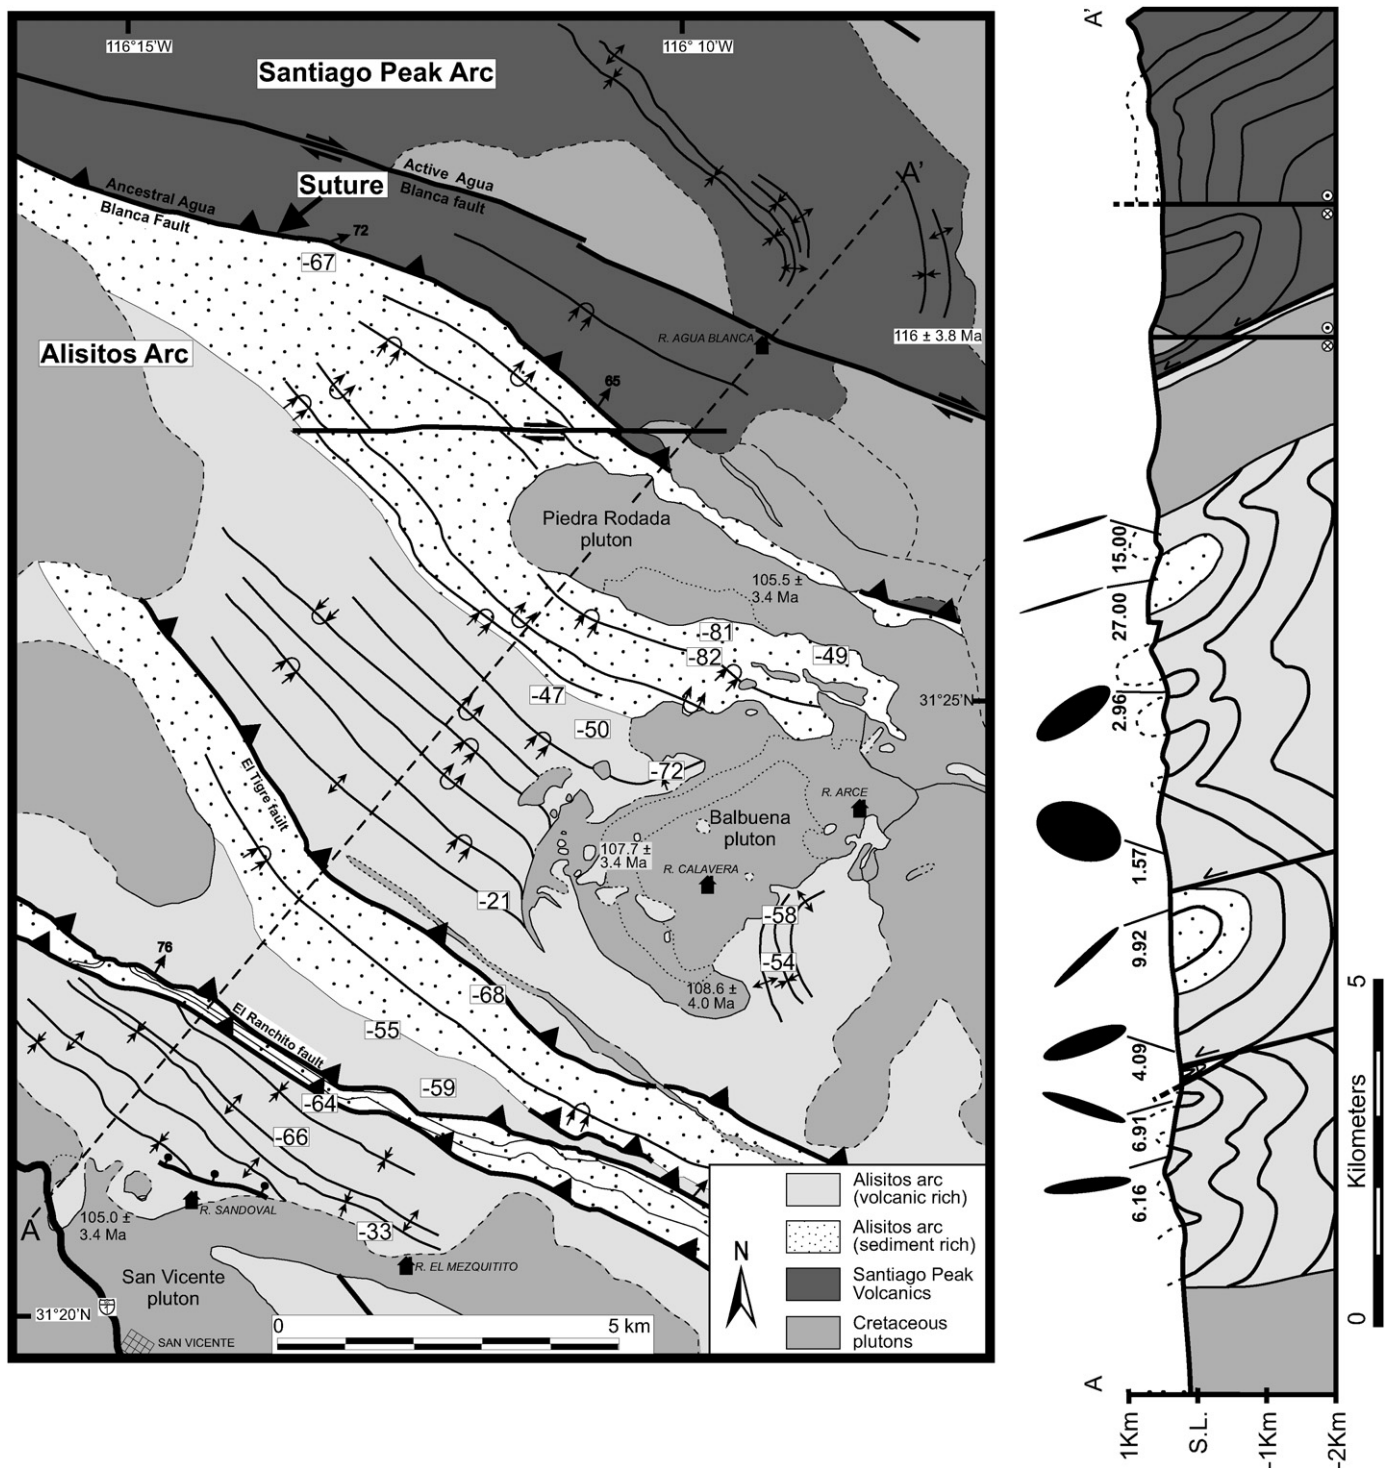 116°15'W
116° 10'W
Santiago Peak Arc
Active Agua
Blanca fault
Suture
Ancestral Agua
Blanca Fault
72
-67
A'
R. AGUA BLANCA
116 ± 3.8 Ma
Alisitos Arc
65
Piedra Rodada
pluton
105.5 ±
3.4 Ma
-81
-82
-49
-47
31°25'N
-50
-72
El Tigre fault
R. ARCE
Balbuena
pluton
107.7 ±
3.4 Ma
R. CALAVERA
-21
-58
76
-54
-68
108.6 ±
4.0 Ma
El Ranchito fault
-55
-59
-64
-66
R. SANDOVAL
A
105.0 ±
3.4 Ma
-33
R. EL MEZQUITITO
San Vicente
pluton
31°20'N
1
SAN VICENTE
0
5 km
N
Alisitos arc
(volcanic rich)
Alisitos arc
(sediment rich)
Santiago Peak
Volcanics
Cretaceous
plutons
A'
15.00
27.00
2.96
1.57
9.92
4.09
6.91
6.16
A
1Km
S.L.
-1Km
-2Km
0
Kilometers
5